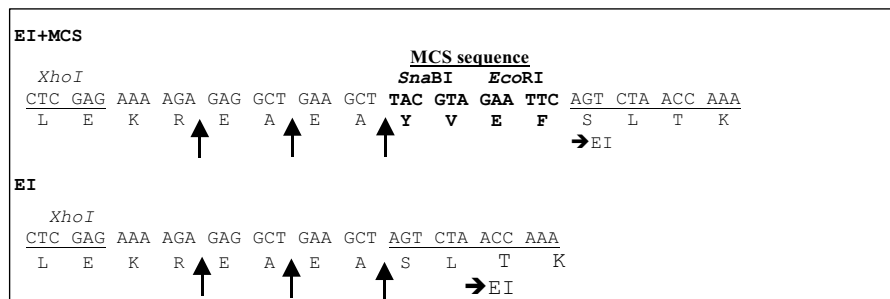 EI+MCS
MCS sequence
XhoI SnaBI EcoRI
CTC GAG AAA AGA GAG GCT GAA GCT TAC GTA GAA TTC AGT CTA ACC AAA
L E K R E A E A Y V E F S L T K
➔EI
EI
XhoI
CTC GAG AAA AGA GAG GCT GAA GCT AGT CTA ACC AAA
L E K R E A E A S L T K
➔EI